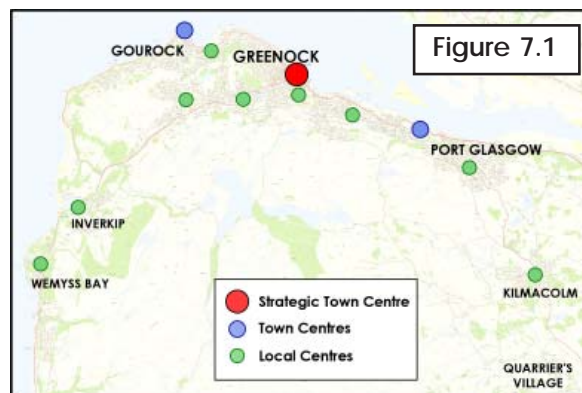 Figure 7.1
GOUROCK
GREENOCK
PORT GLASGOW
INVERKIP
WEMYSS BAY
KILMACOLM
Strategic Town Centre
Town Centres
Local Centres
QUARRIER'S
VILLAGE